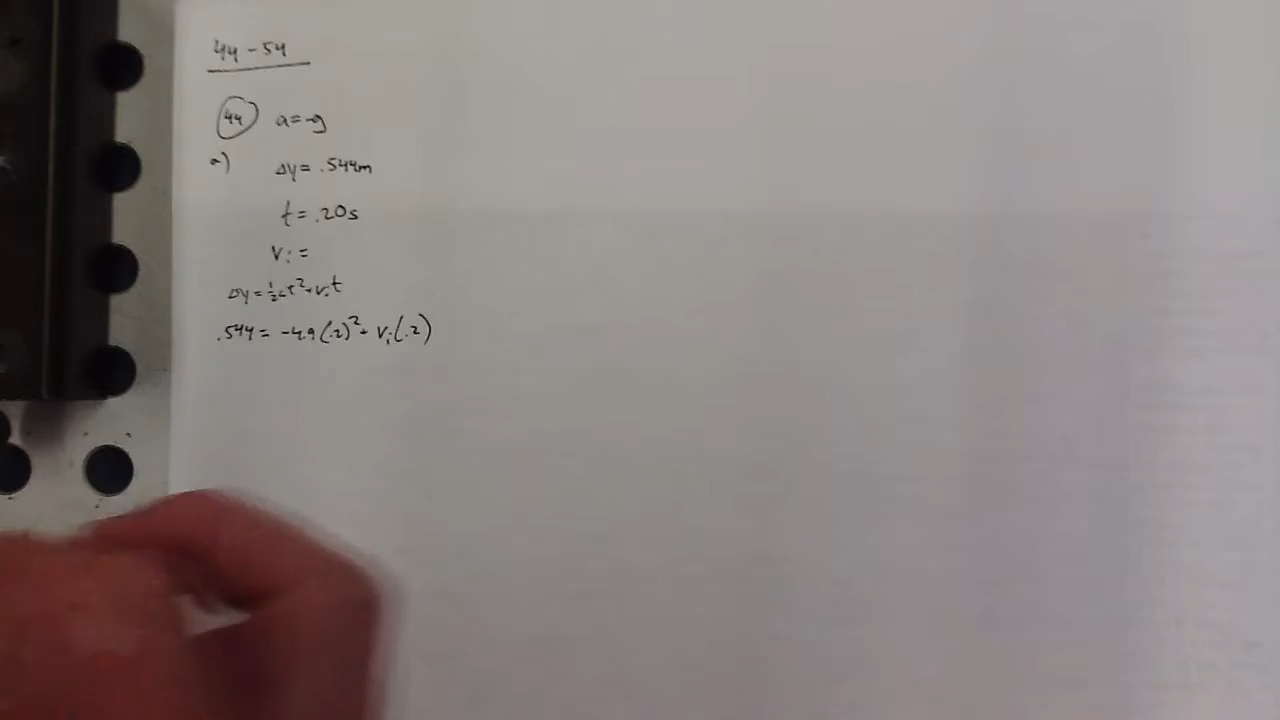 44 - 54
44 a = -g
a) Δy = .544m
t = .20s
Vi =
Δy = ½at² + Vit
.544 = -4.9(.2)² + Vi(.2)